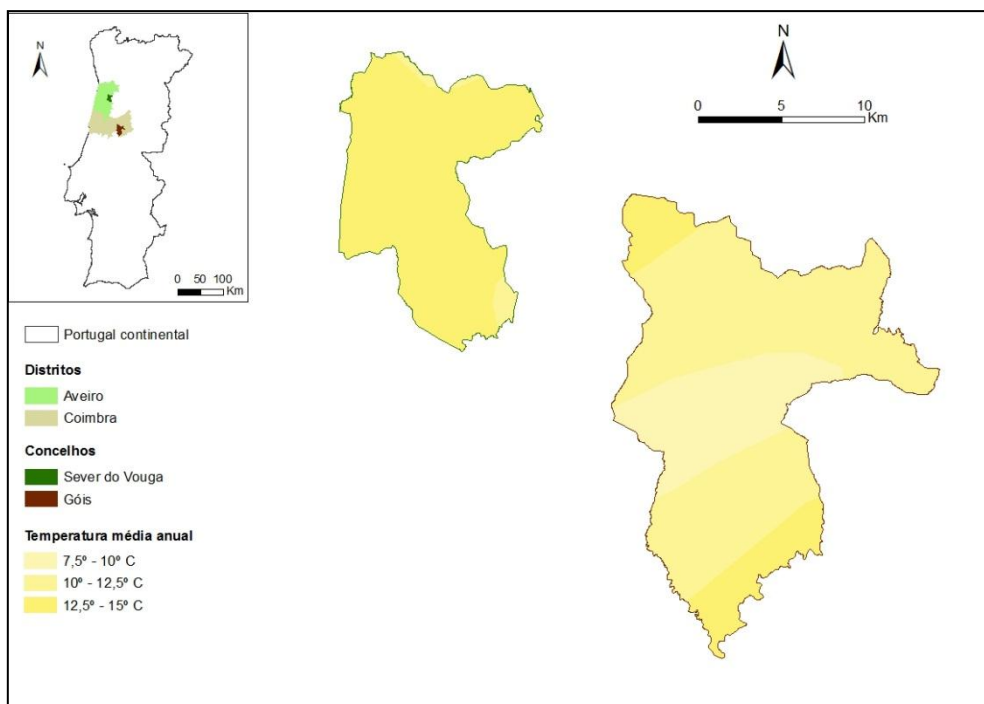 N
0 50 100
Km
Portugal continental
Distritos
Aveiro
Coimbra
Concelhos
Sever do Vouga
Góis
Temperatura média anual
7,5º - 10º C
10º - 12,5º C
12,5º - 15º C
N
0 5 10
Km